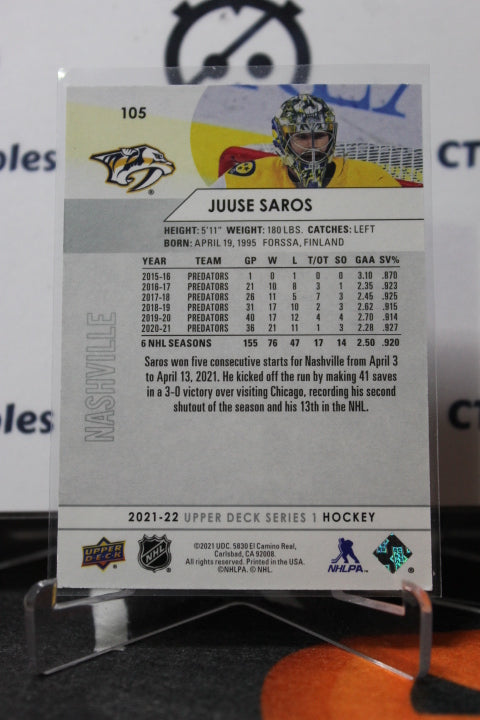 105
JUUSE SAROS
HEIGHT: 5'11" WEIGHT: 180 LBS. CATCHES: LEFT
BORN: APRIL 19, 1995 FORSSA, FINLAND
YEAR TEAM GP W L T/OT SO GAA SV%
2015-16 PREDATORS 1 0 1 0 0 3.10 .870
2016-17 PREDATORS 21 10 8 3 1 2.35 .923
2017-18 PREDATORS 26 11 5 7 3 2.45 .925
2018-19 PREDATORS 31 17 10 2 3 2.62 .915
2019-20 PREDATORS 40 17 12 4 4 2.70 .914
2020-21 PREDATORS 36 21 11 1 3 2.28 .927
6 NHL SEASONS 155 76 47 17 14 2.50 .920
Saros won five consecutive starts for Nashville from April 3
to April 13, 2021. He kicked off the run by making 41 saves
in a 3-0 victory over visiting Chicago, recording his second
shutout of the season and his 13th in the NHL.
NASHVILLE
2021-22 UPPER DECK SERIES 1 HOCKEY
UPPER DECK
NHL
©2021 UDC. 5830 El Camino Real,
Carlsbad, CA 92008.
All rights reserved. Printed in the USA.
©NHLPA. © NHL.
NHLPA
CT
CT